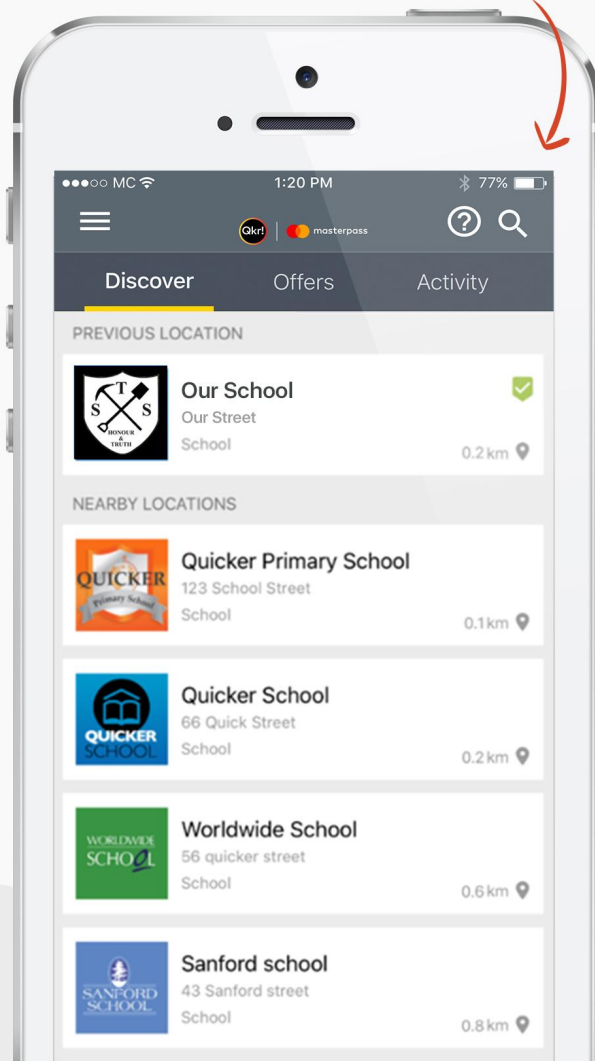 MC
1:20 PM
77%
Qkr!
masterpass
Discover
Offers
Activity
PREVIOUS LOCATION
T
S S
HONOUR
&
TRUTH
Our School
Our Street
School
0.2 km
NEARBY LOCATIONS
QUICKER
Primary School
Quicker Primary School
123 School Street
School
0.1 km
QUICKER
SCHOOL
Quicker School
66 Quick Street
School
0.2 km
WORLDWIDE
SCHOOL
Worldwide School
56 quicker street
School
0.6 km
SANFORD
SCHOOL
Sanford school
43 Sanford street
School
0.8 km